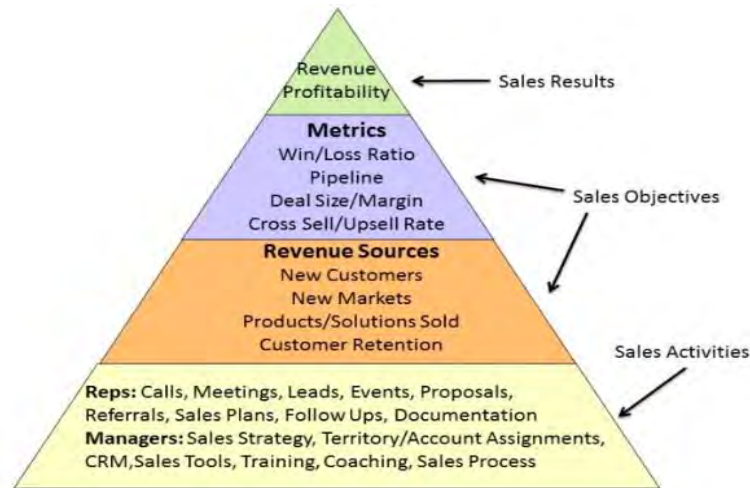 Revenue
Profitability
Sales Results
Metrics
Win/Loss Ratio
Pipeline
Deal Size/Margin
Cross Sell/Upsell Rate
Sales Objectives
Revenue Sources
New Customers
New Markets
Products/Solutions Sold
Customer Retention
Sales Activities
Reps: Calls, Meetings, Leads, Events, Proposals,
Referrals, Sales Plans, Follow Ups, Documentation
Managers: Sales Strategy, Territory/Account Assignments,
CRM,Sales Tools, Training, Coaching, Sales Process